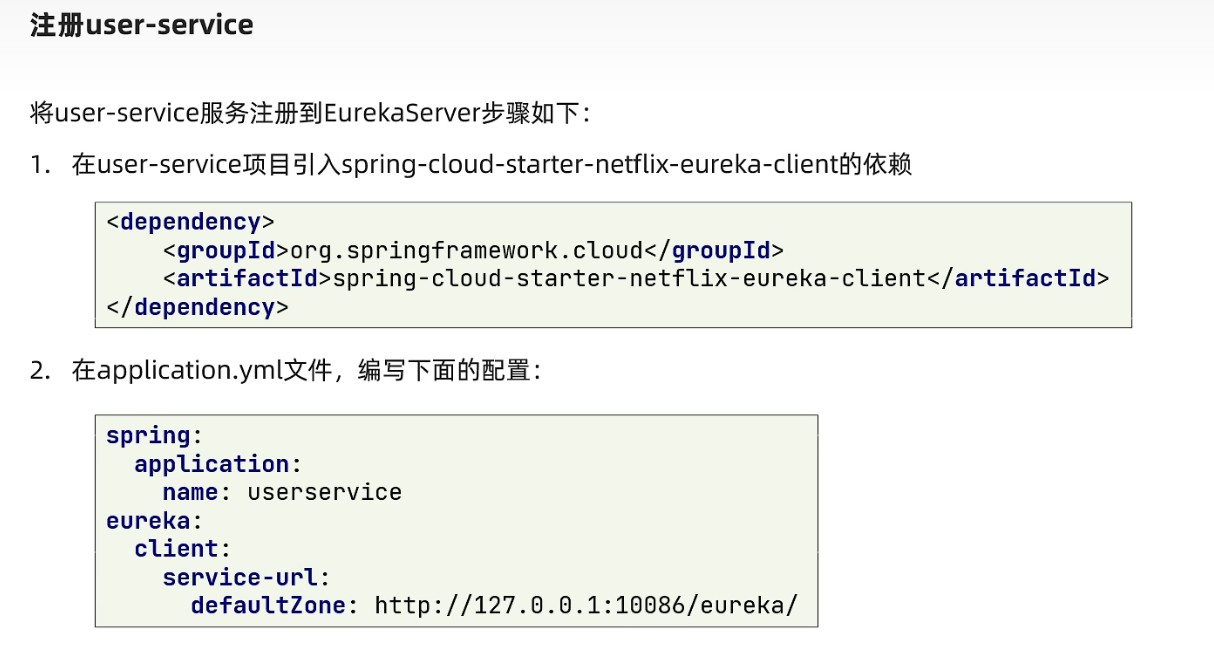 注册user-service
将user-service服务注册到EurekaServer步骤如下：
1. 在user-service项目引入spring-cloud-starter-netflix-eureka-client的依赖
<dependency>
    <groupId>org.springframework.cloud</groupId>
    <artifactId>spring-cloud-starter-netflix-eureka-client</artifactId>
</dependency>
2. 在application.yml文件，编写下面的配置：
spring:
  application:
    name: userservice
eureka:
  client:
    service-url:
      defaultZone: http://127.0.0.1:10086/eureka/